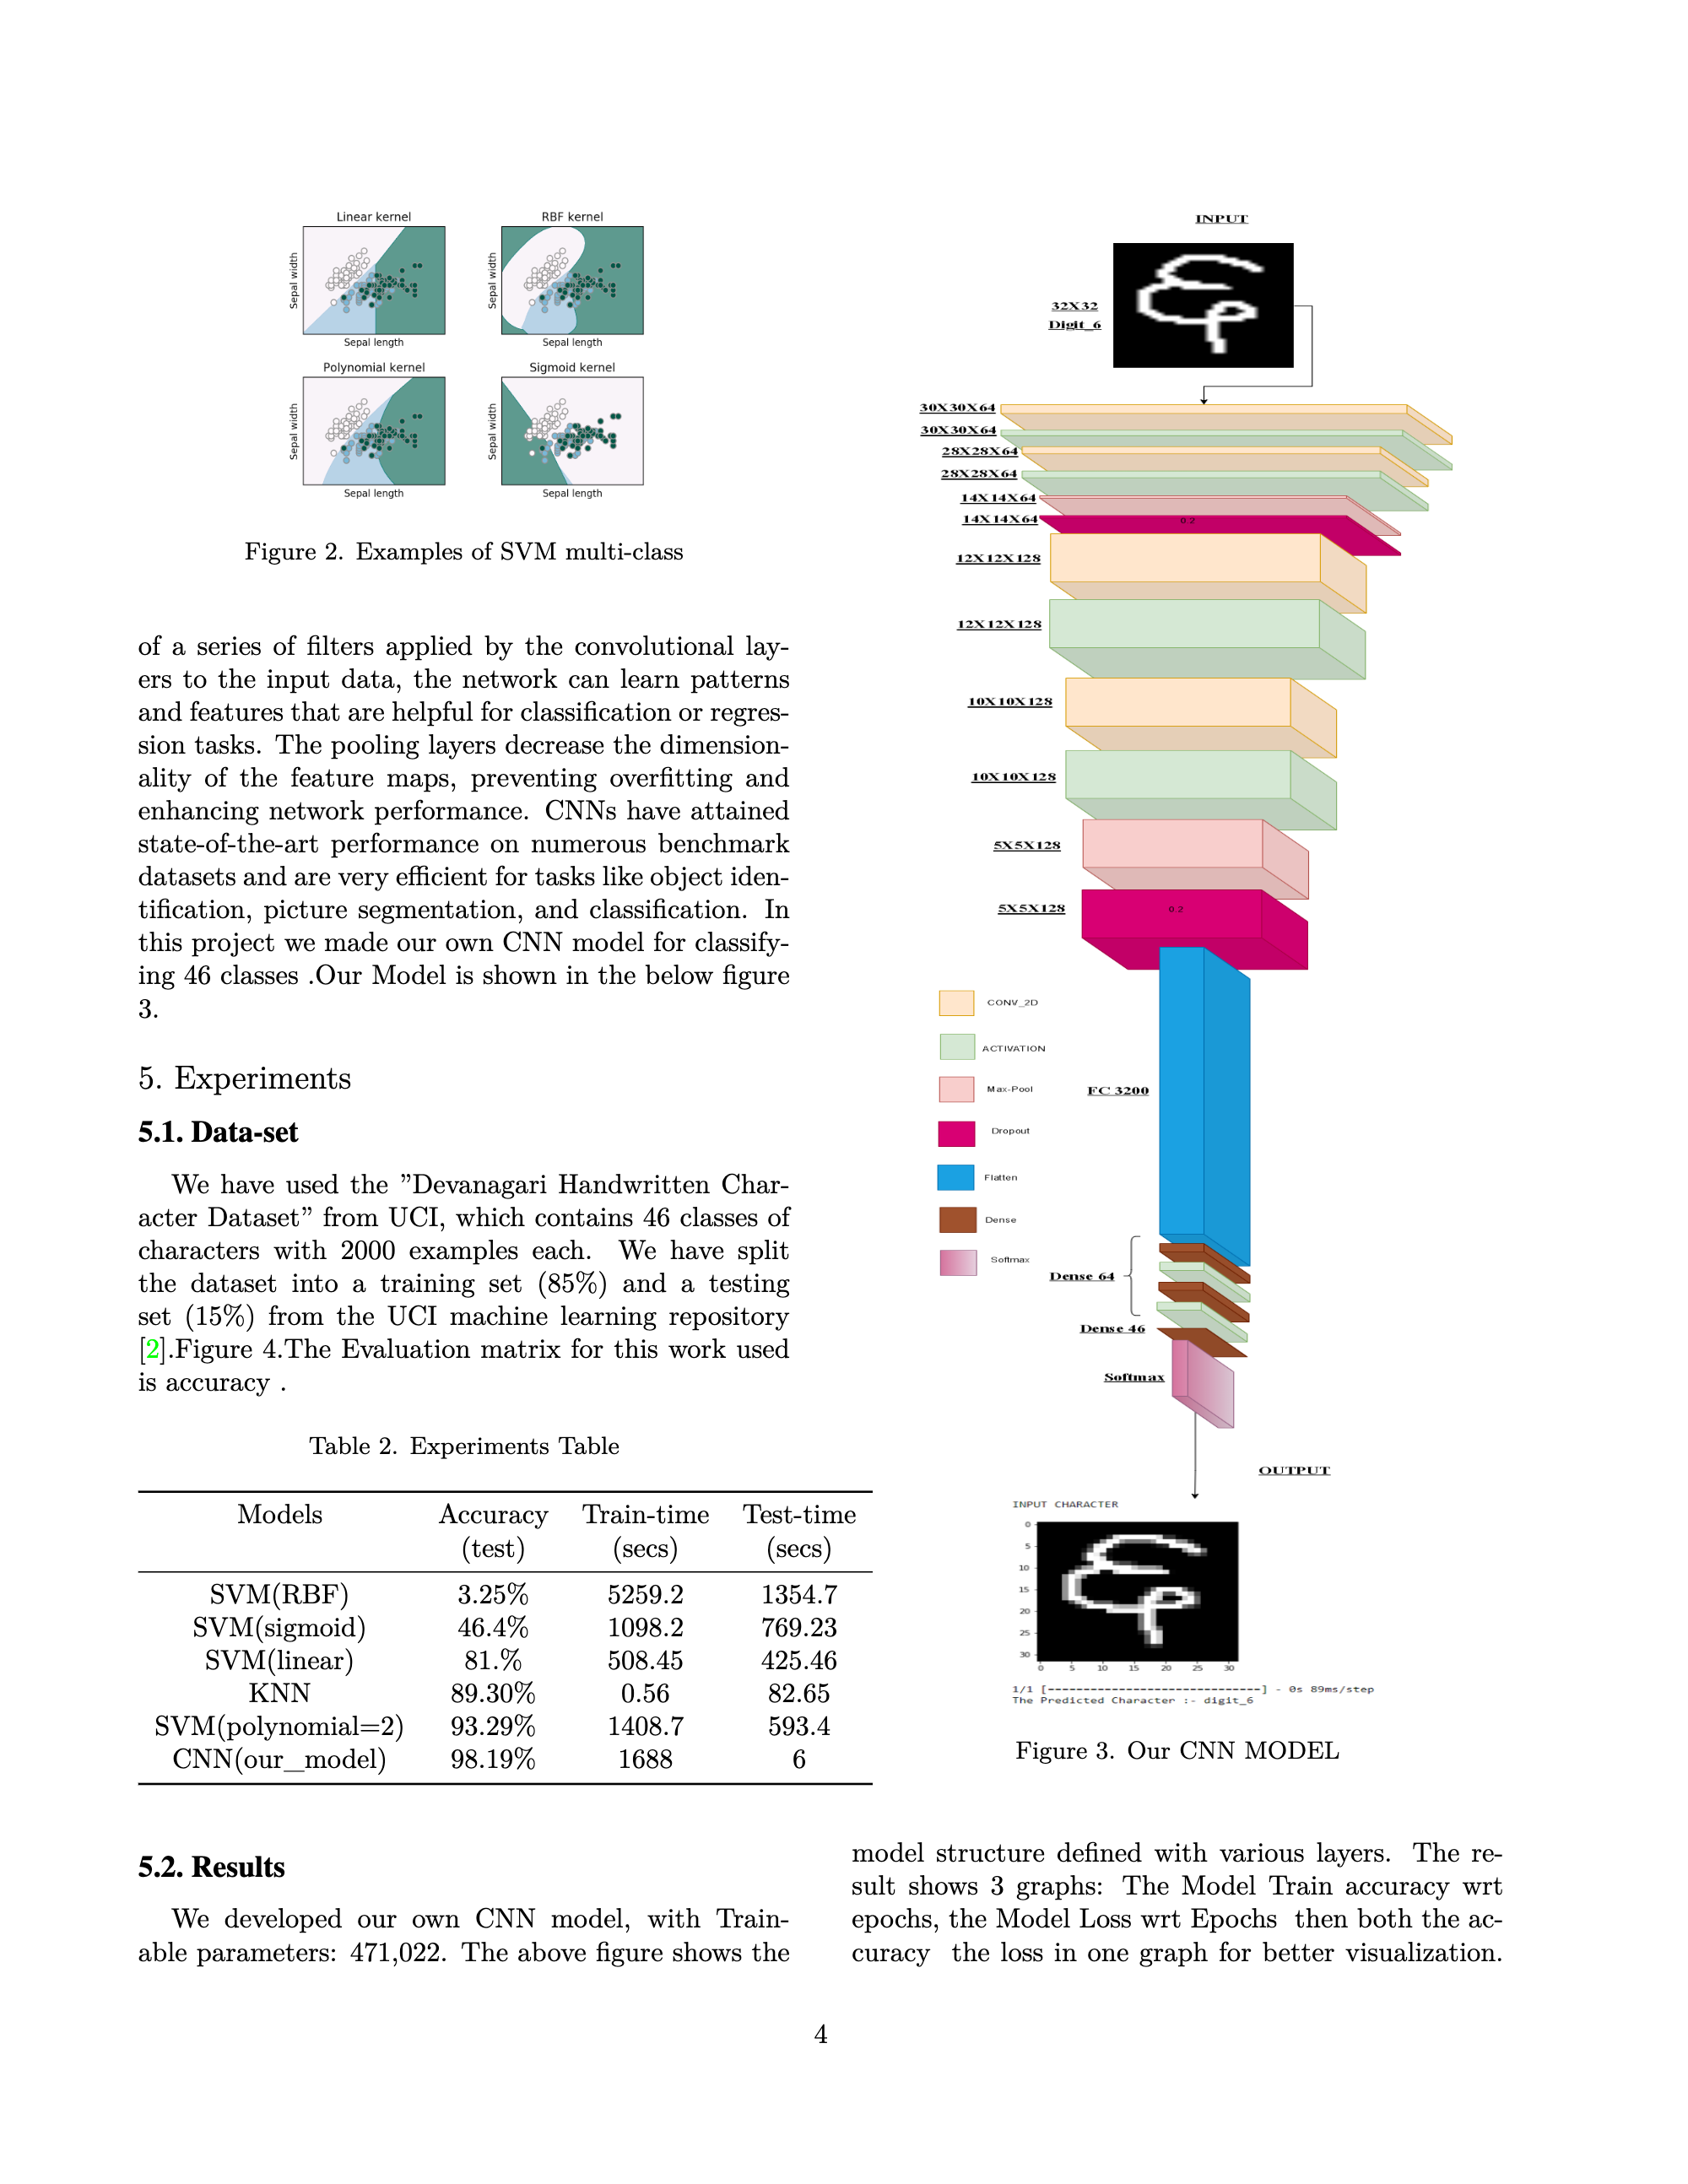 Linear kernel
RBF kernel
Sepal width
Sepal width
Sepal length
Sepal length
Polynomial kernel
Sigmoid kernel
Sepal width
Sepal width
Sepal length
Sepal length
Figure 2. Examples of SVM multi-class
of a series of filters applied by the convolutional lay-
ers to the input data, the network can learn patterns
and features that are helpful for classification or regres-
sion tasks. The pooling layers decrease the dimension-
ality of the feature maps, preventing overfitting and
enhancing network performance. CNNs have attained
state-of-the-art performance on numerous benchmark
datasets and are very efficient for tasks like object iden-
tification, picture segmentation, and classification. In
this project we made our own CNN model for classify-
ing 46 classes .Our Model is shown in the below figure
3.
5. Experiments
5.1. Data-set
We have used the ”Devanagari Handwritten Char-
acter Dataset” from UCI, which contains 46 classes of
characters with 2000 examples each. We have split
the dataset into a training set (85%) and a testing
set (15%) from the UCI machine learning repository
[2].Figure 4.The Evaluation matrix for this work used
is accuracy .
Table 2. Experiments Table
Models Accuracy Train-time Test-time
(test) (secs) (secs)
SVM(RBF) 3.25% 5259.2 1354.7
SVM(sigmoid) 46.4% 1098.2 769.23
SVM(linear) 81.% 508.45 425.46
KNN 89.30% 0.56 82.65
SVM(polynomial=2) 93.29% 1408.7 593.4
CNN(our_model) 98.19% 1688 6
5.2. Results
We developed our own CNN model, with Train-
able parameters: 471,022. The above figure shows the
INPUT
32X32
Digit_6
30X30X64
30X30X64
28X28X64
28X28X64
14X14X64
14X14X64
0.2
12X12X128
12X12X128
10X10X128
10X10X128
5X5X128
5X5X128
0.2
CONV_2D
ACTIVATION
Max-Pool
Dropout
Flatten
Dense
Softmax
FC 3200
Dense 64
Dense 46
Softmax
OUTPUT
INPUT CHARACTER
0
5
10
15
20
25
30
0 5 10 15 20 25 30
1/1 [------------------------------] - 0s 89ms/step
The Predicted Character :- digit_6
Figure 3. Our CNN MODEL
model structure defined with various layers. The re-
sult shows 3 graphs: The Model Train accuracy wrt
epochs, the Model Loss wrt Epochs then both the ac-
curacy the loss in one graph for better visualization.
4